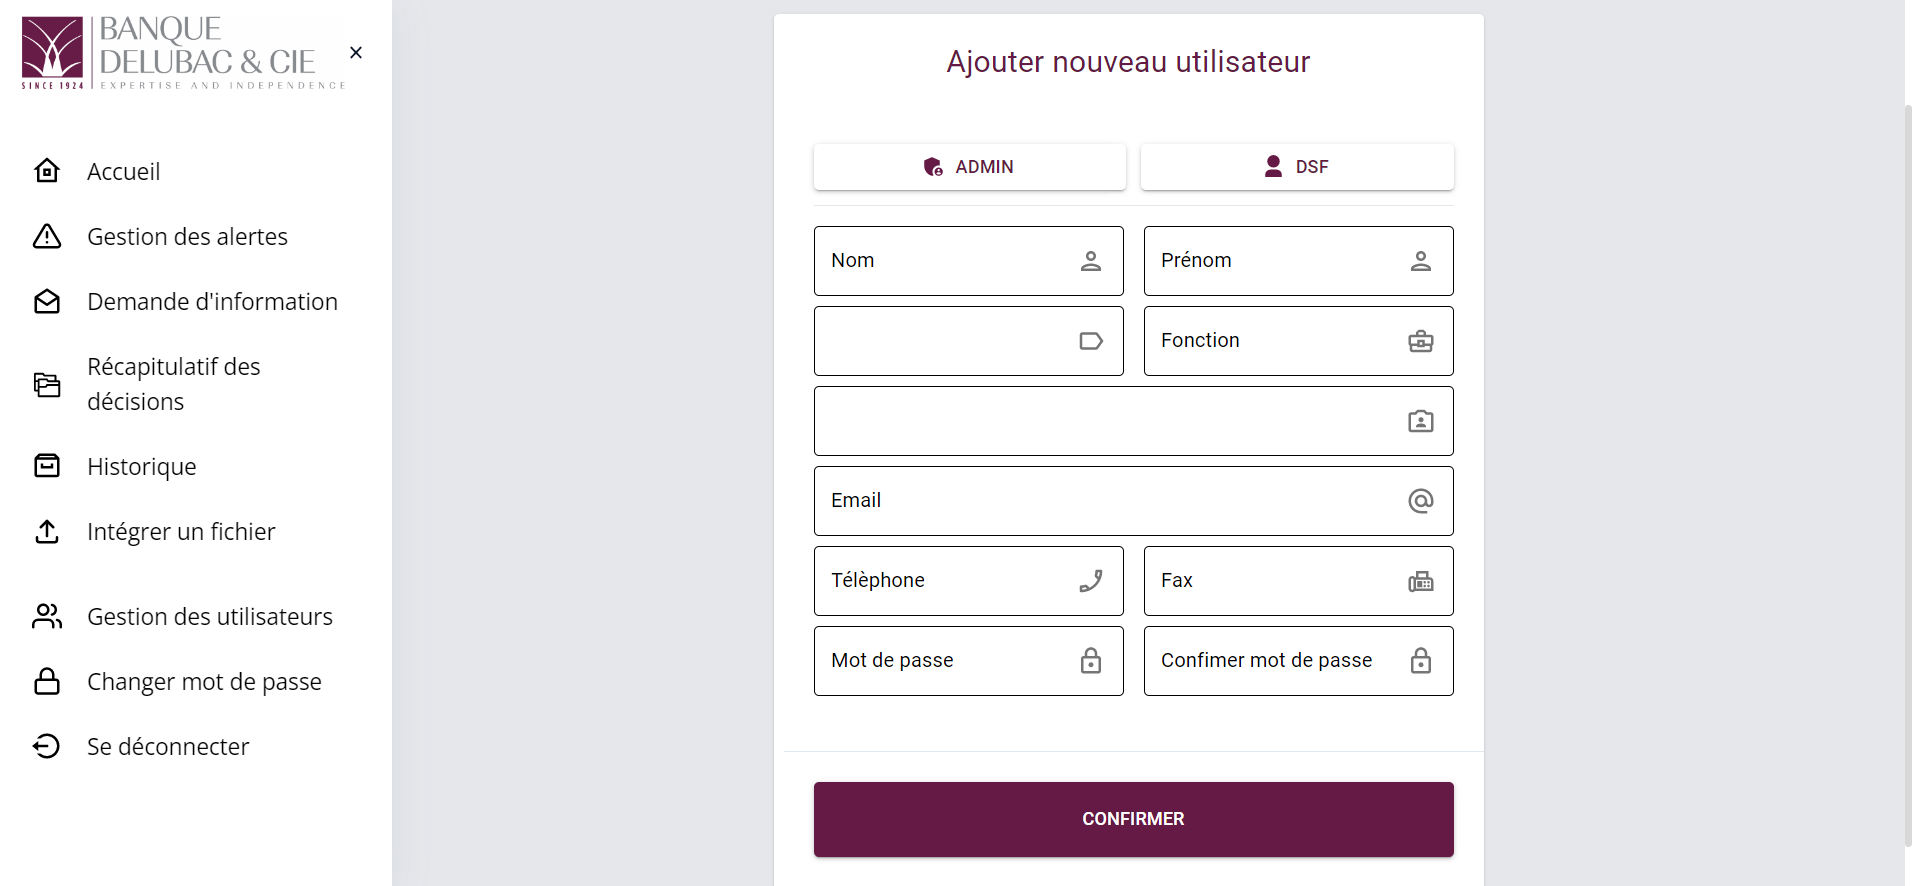 BANQUE
DELUBAC & CIE
SINCE 1924
EXPERTISE AND INDEPENDENCE
Accueil
Gestion des alertes
Demande d'information
Récapitulatif des
décisions
Historique
Intégrer un fichier
Gestion des utilisateurs
Changer mot de passe
Se déconnecter
Ajouter nouveau utilisateur
ADMIN
DSF
Nom
Prénom
Fonction
Email
Télèphone
Fax
Mot de passe
Confimer mot de passe
CONFIRMER